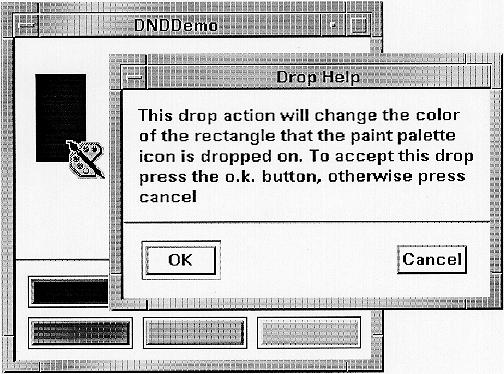 DNDDemo
Drop Help
This drop action will change the color
of the rectangle that the paint palette
icon is dropped on. To accept this drop
press the o.k. button, otherwise press
cancel
OK
Cancel